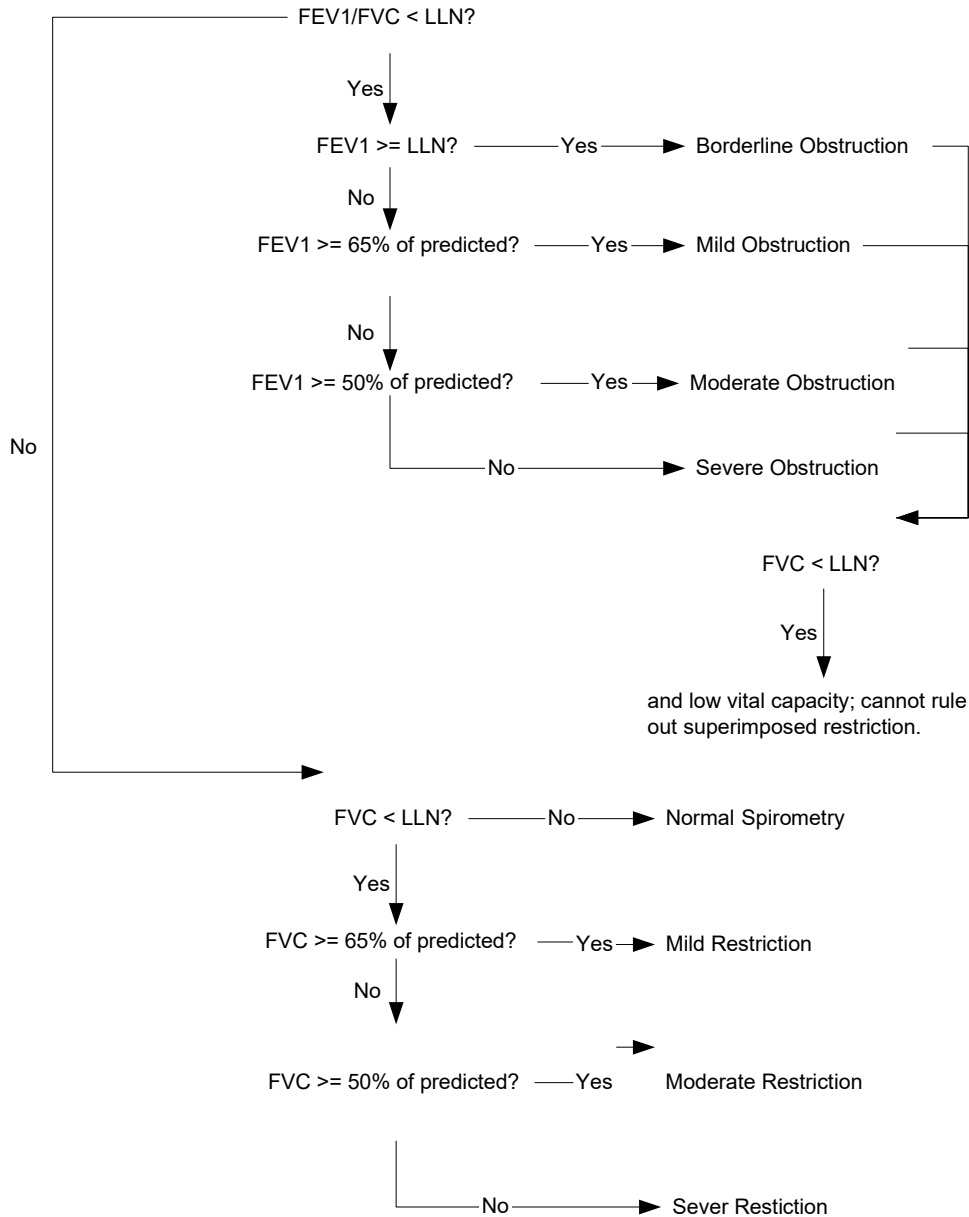 FEV1/FVC < LLN?
Yes
FEV1 >= LLN?
Yes
Borderline Obstruction
No
FEV1 >= 65% of predicted?
Yes
Mild Obstruction
No
FEV1 >= 50% of predicted?
Yes
Moderate Obstruction
No
No
Severe Obstruction
FVC < LLN?
Yes
and low vital capacity; cannot rule
out superimposed restriction.
FVC < LLN?
No
Normal Spirometry
Yes
FVC >= 65% of predicted?
Yes
Mild Restriction
No
FVC >= 50% of predicted?
Yes
Moderate Restriction
No
Sever Restiction